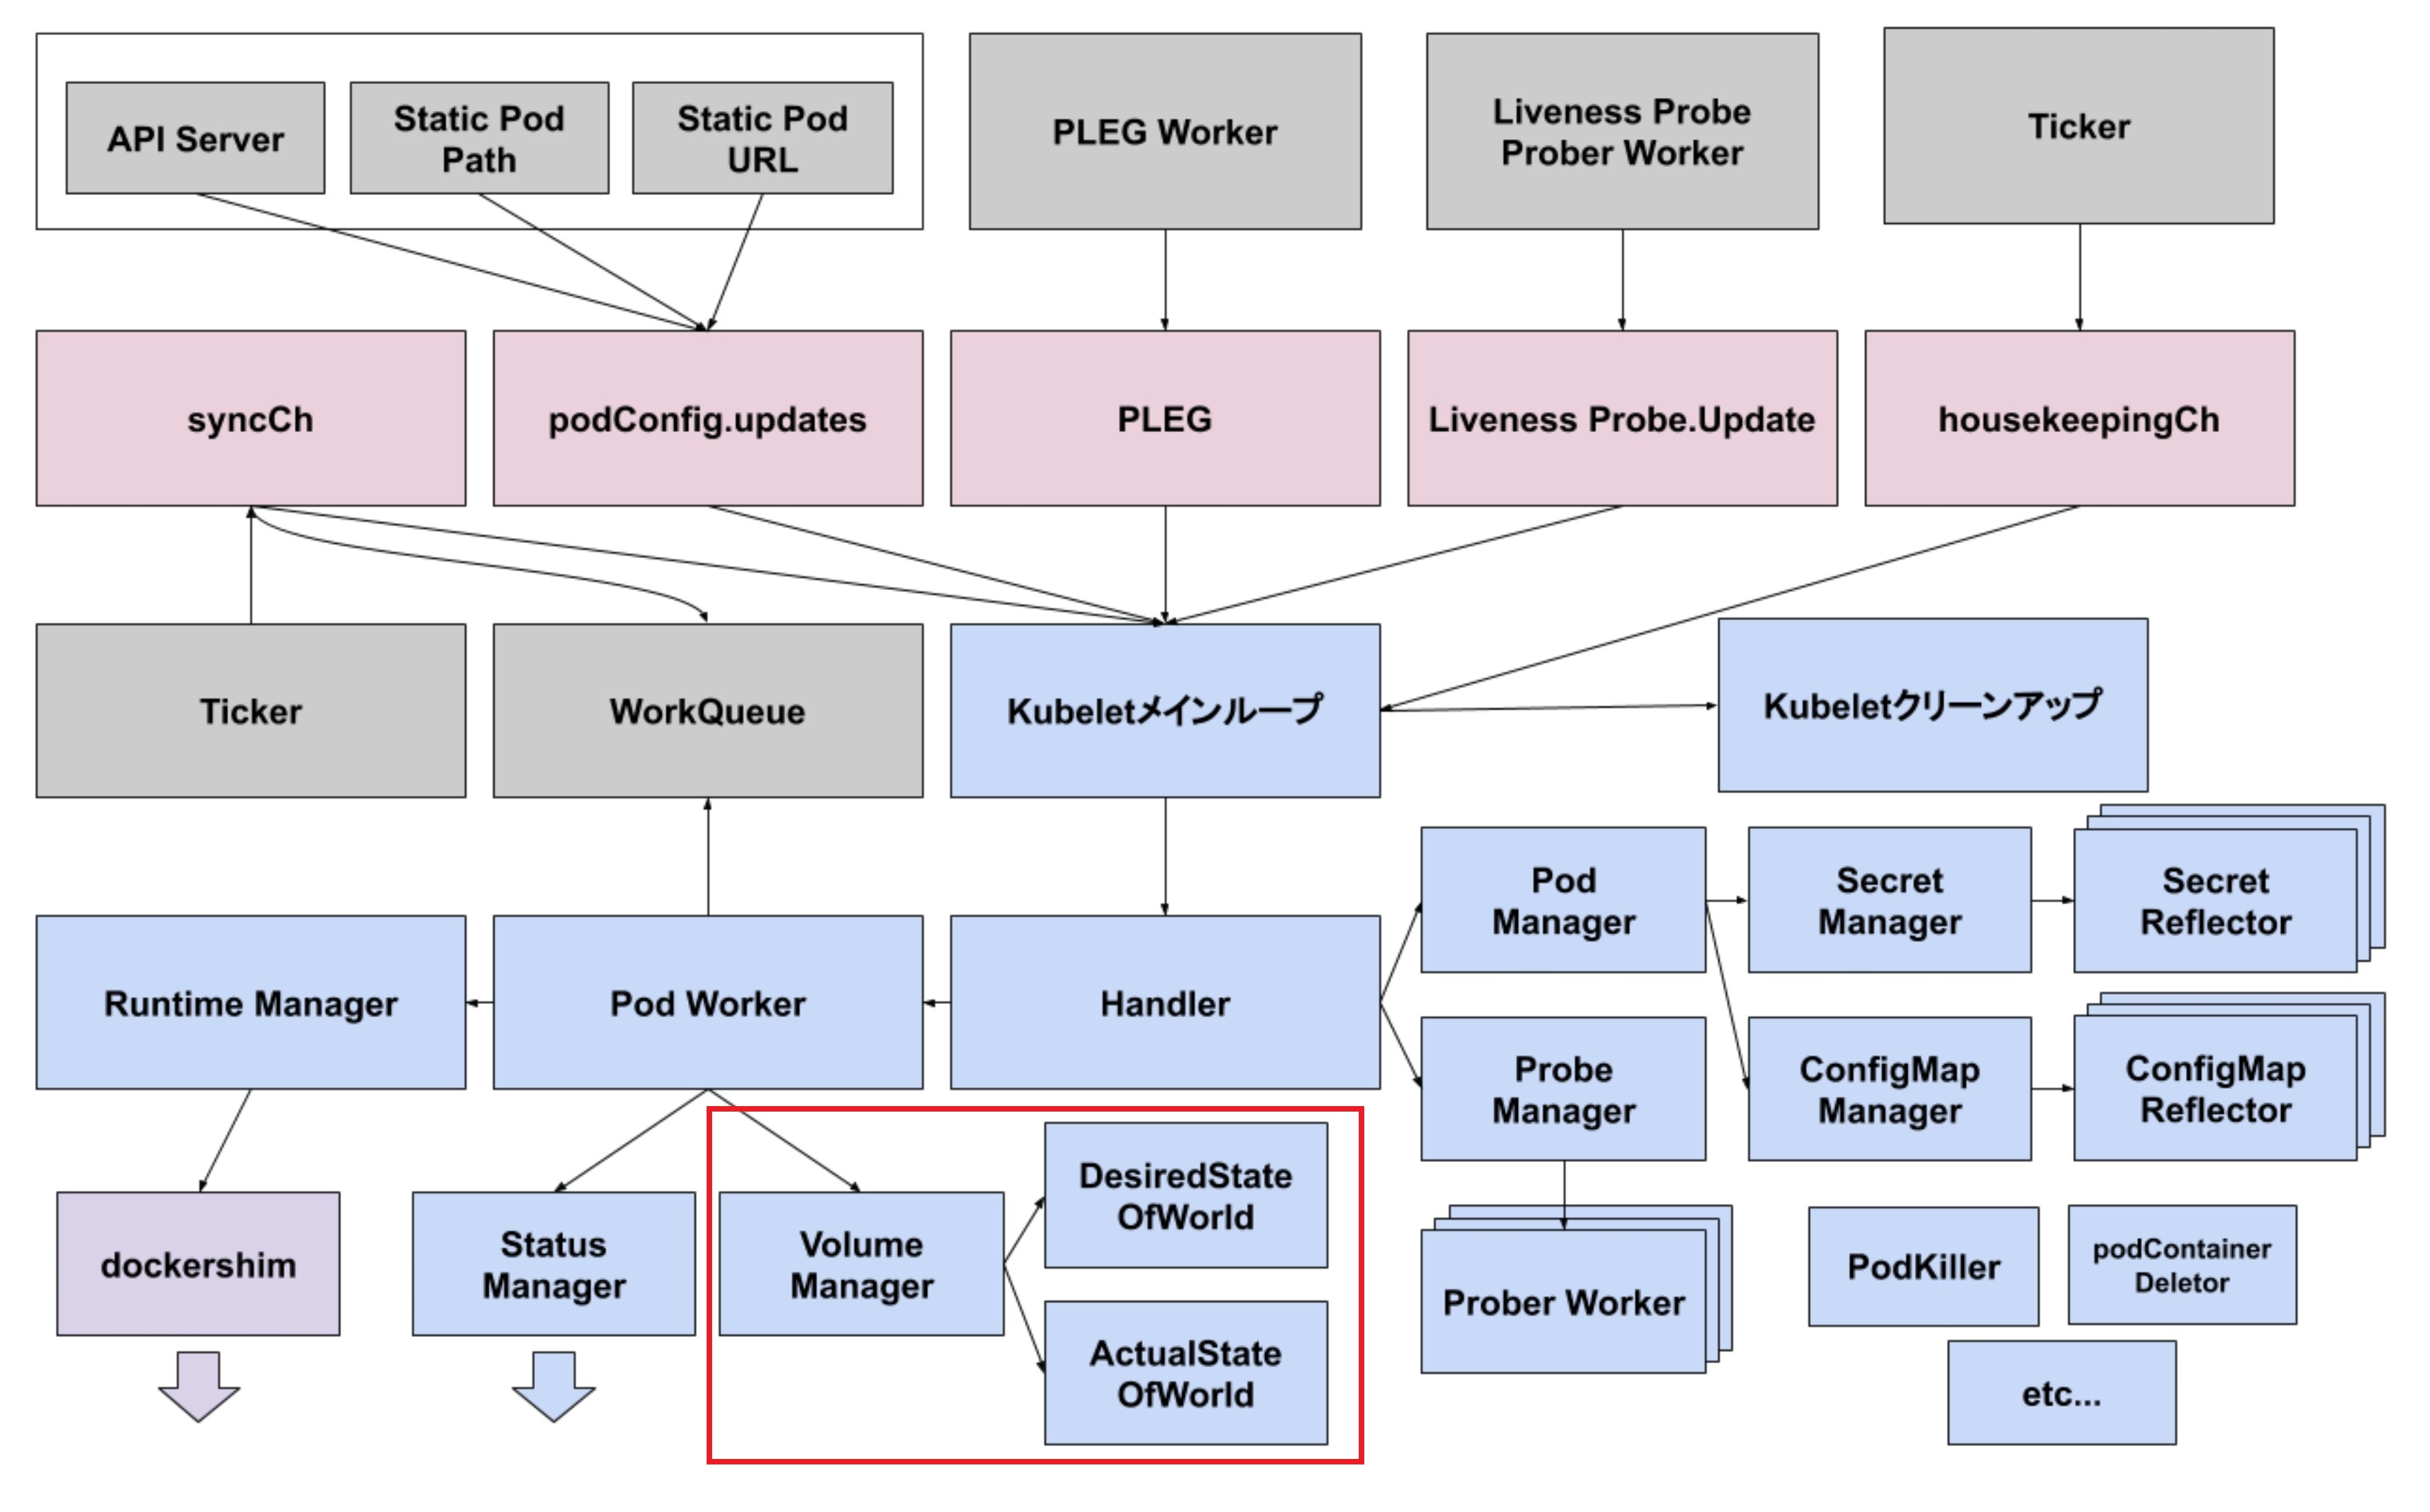 API Server
Static Pod
Path
Static Pod
URL
PLEG Worker
Liveness Probe
Prober Worker
Ticker
syncCh
podConfig.updates
PLEG
Liveness Probe.Update
housekeepingCh
Ticker
WorkQueue
Kubeletメインループ
Kubeletクリーンアップ
Runtime Manager
Pod Worker
Handler
Pod
Manager
Secret
Manager
Secret
Reflector
Probe
Manager
ConfigMap
Manager
ConfigMap
Reflector
dockershim
Status
Manager
Volume
Manager
DesiredState
OfWorld
ActualState
OfWorld
Prober Worker
PodKiller
podContainer
Deletor
etc...